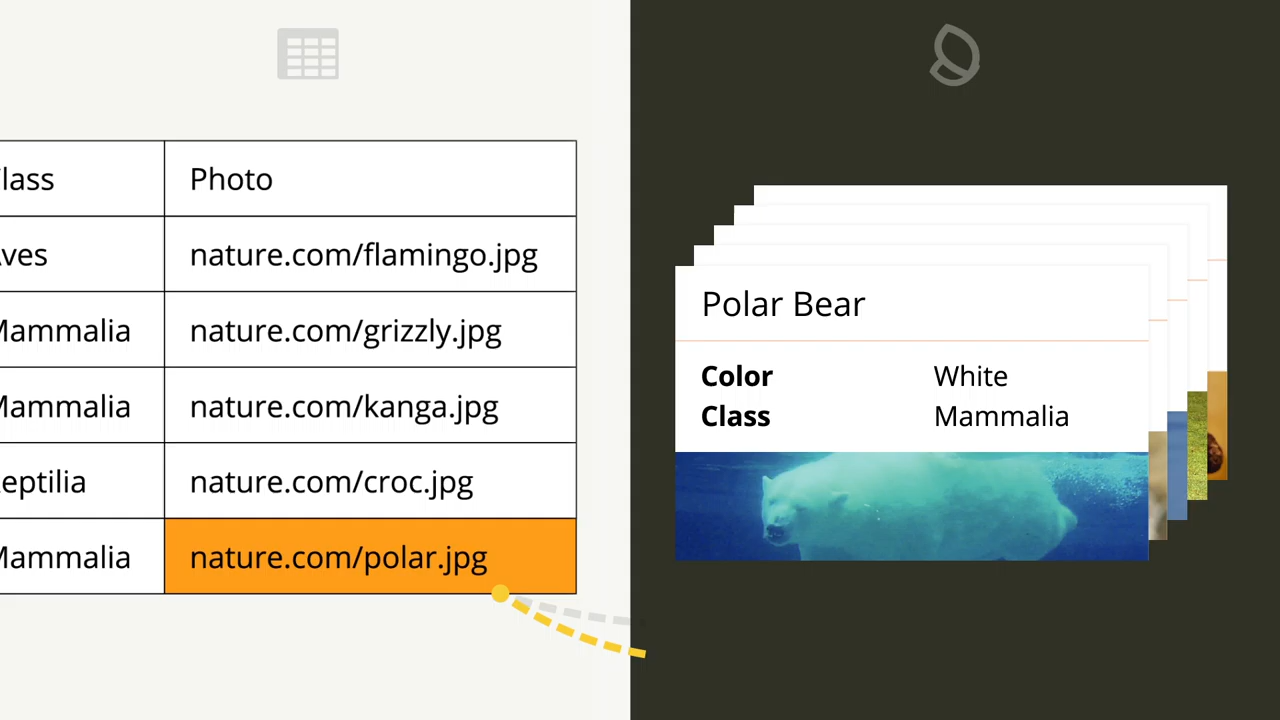 lass Photo
ves nature.com/flamingo.jpg
Mammalia nature.com/grizzly.jpg
Mammalia nature.com/kanga.jpg
eptilia nature.com/croc.jpg
Mammalia nature.com/polar.jpg
Polar Bear
Color White
Class Mammalia